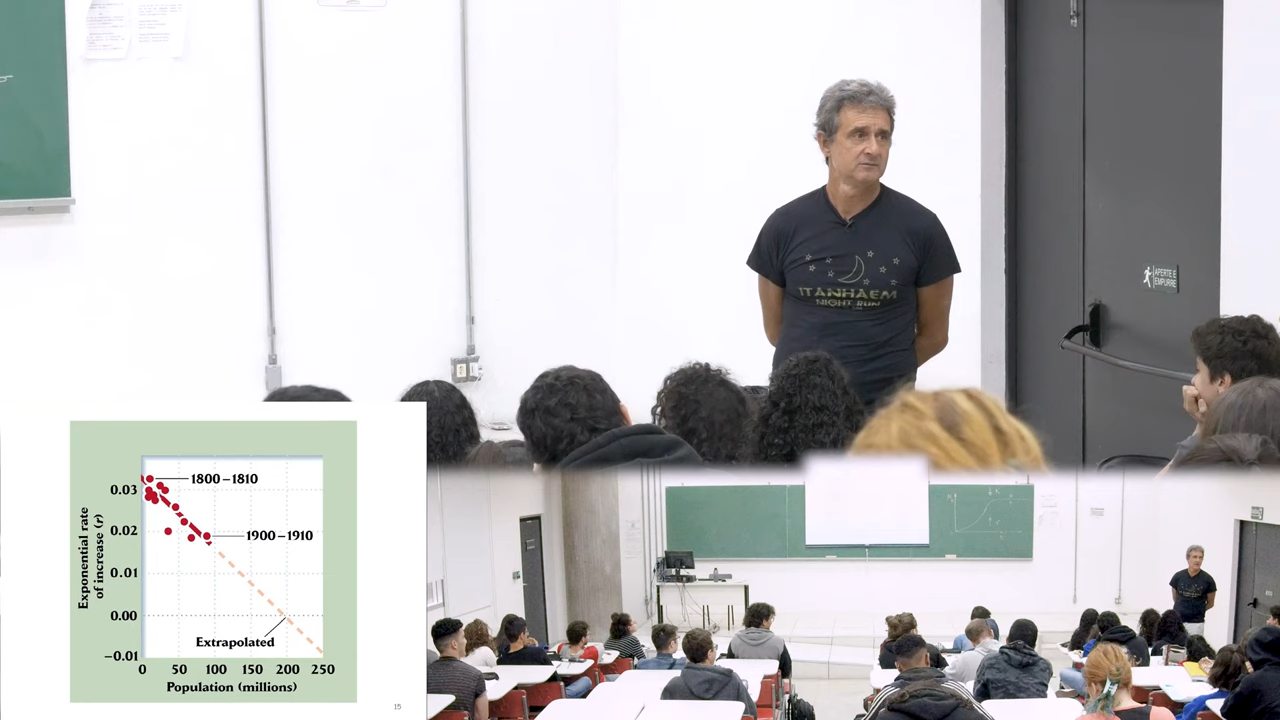 ITANHAEM
NIGHT RUN
APERTE E
EMPURRE
Exponential rate
of increase (r)
0.03
0.02
0.01
0.00
−0.01
1800–1810
1900–1910
Extrapolated
0
50
100
150
200
250
Population (millions)
15